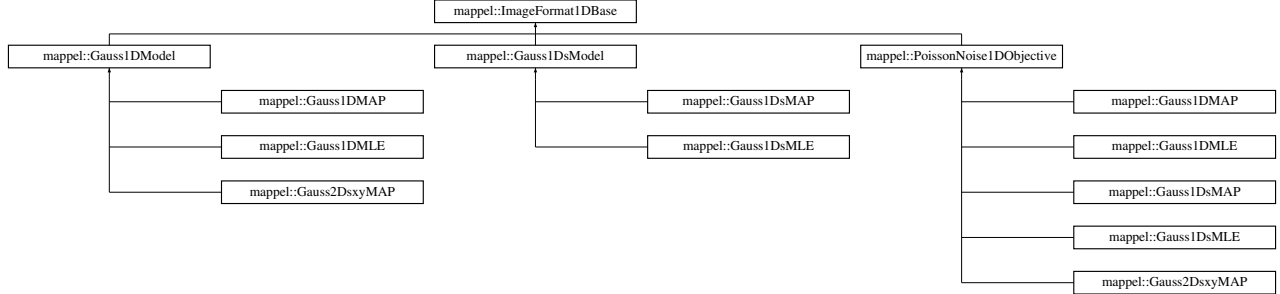 mappel::ImageFormat1DBase
mappel::Gauss1DModel
mappel::Gauss1DsModel
mappel::PoissonNoise1DObjective
mappel::Gauss1DMAP
mappel::Gauss1DsMAP
mappel::Gauss1DMAP
mappel::Gauss1DMLE
mappel::Gauss1DsMLE
mappel::Gauss1DMLE
mappel::Gauss2DsxyMAP
mappel::Gauss1DsMAP
mappel::Gauss1DsMLE
mappel::Gauss2DsxyMAP